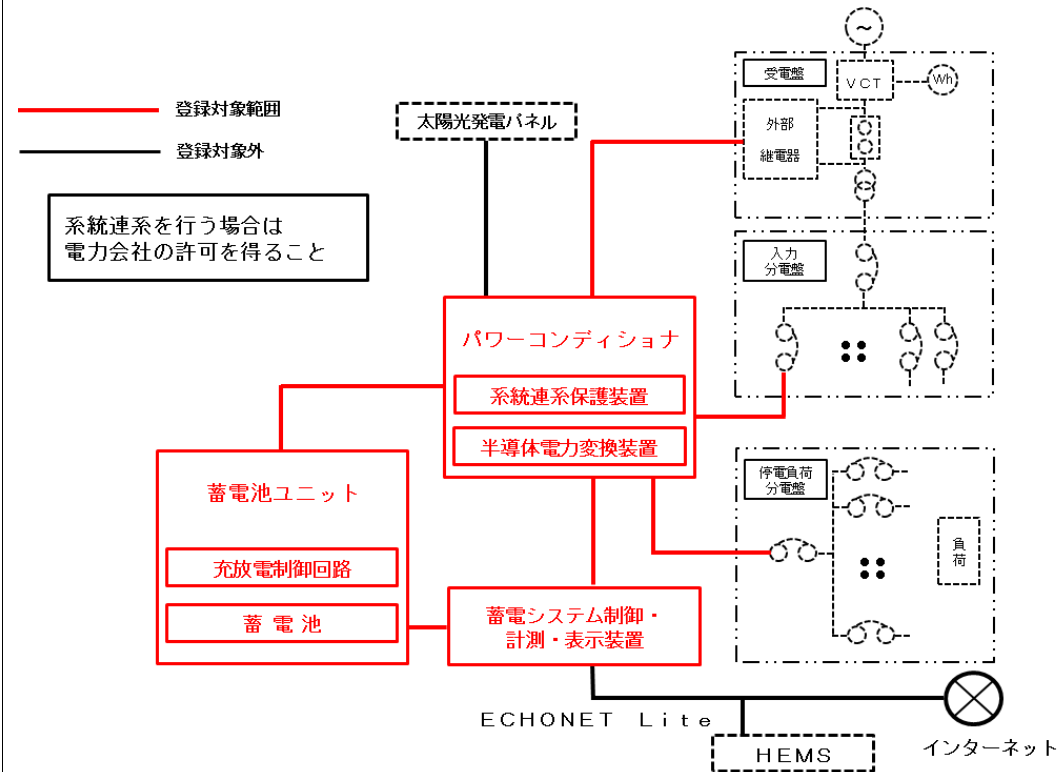 ～
受電盤
VCT
Wh
登録対象範囲
太陽光発電パネル
外部
継電器
登録対象外
系統連系を行う場合は
電力会社の許可を得ること
入力
分電盤
パワーコンディショナ
系統連系保護装置
半導体電力変換装置
停電負荷
分電盤
蓄電池ユニット
負
荷
充放電制御回路
蓄電池
蓄電システム制御・
計測・表示装置
ECHONET Lite
インターネット
HEMS